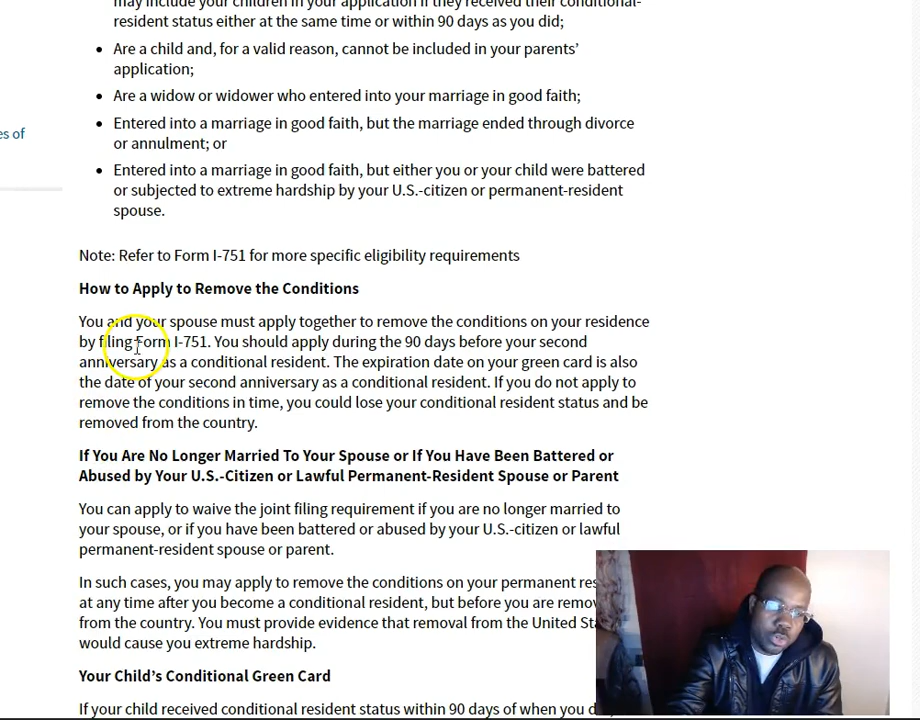 may include your children in your application if they received their conditional-
resident status either at the same time or within 90 days as you did;
• Are a child and, for a valid reason, cannot be included in your parents’
application;
• Are a widow or widower who entered into your marriage in good faith;
es of
• Entered into a marriage in good faith, but the marriage ended through divorce
or annulment; or
• Entered into a marriage in good faith, but either you or your child were battered
or subjected to extreme hardship by your U.S.-citizen or permanent-resident
spouse.
Note: Refer to Form I-751 for more specific eligibility requirements
How to Apply to Remove the Conditions
You and your spouse must apply together to remove the conditions on your residence
by filing Form I-751. You should apply during the 90 days before your second
anniversary as a conditional resident. The expiration date on your green card is also
the date of your second anniversary as a conditional resident. If you do not apply to
remove the conditions in time, you could lose your conditional resident status and be
removed from the country.
If You Are No Longer Married To Your Spouse or If You Have Been Battered or
Abused by Your U.S.-Citizen or Lawful Permanent-Resident Spouse or Parent
You can apply to waive the joint filing requirement if you are no longer married to
your spouse, or if you have been battered or abused by your U.S.-citizen or lawful
permanent-resident spouse or parent.
In such cases, you may apply to remove the conditions on your permanent res
at any time after you become a conditional resident, but before you are remov
from the country. You must provide evidence that removal from the United Sta
would cause you extreme hardship.
Your Child’s Conditional Green Card
If your child received conditional resident status within 90 days of when you d